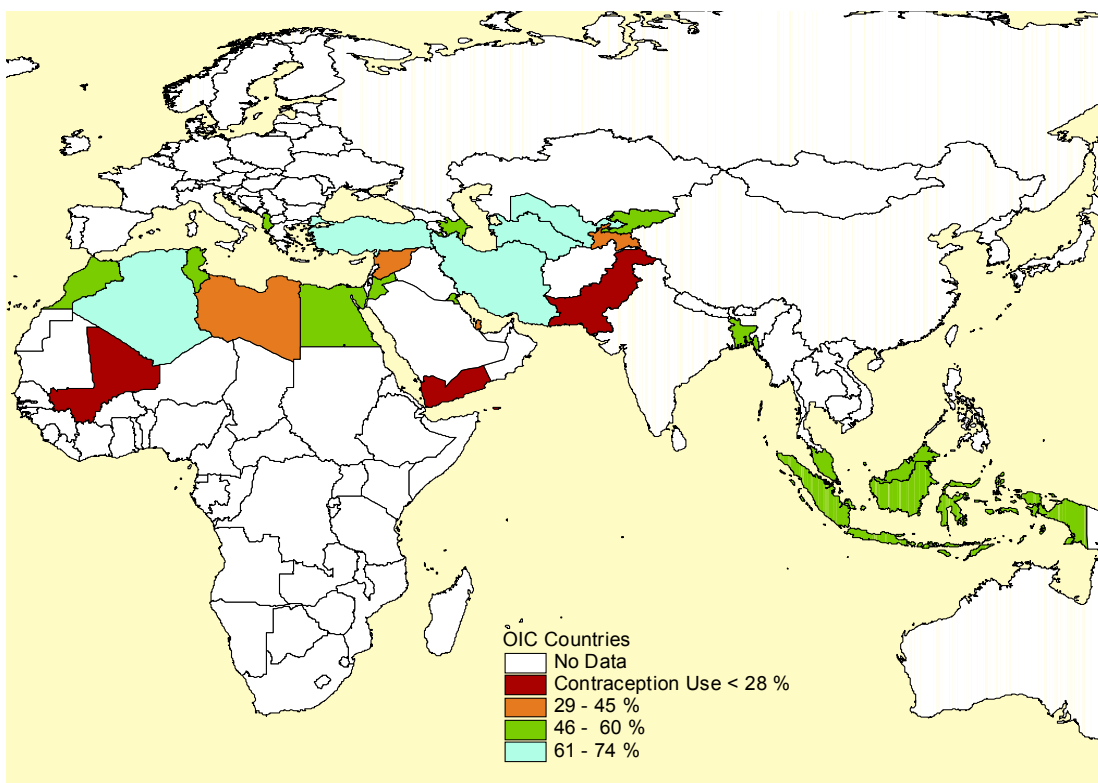 OIC Countries
No Data
Contraception Use < 28 %
29 - 45 %
46 - 60 %
61 - 74 %